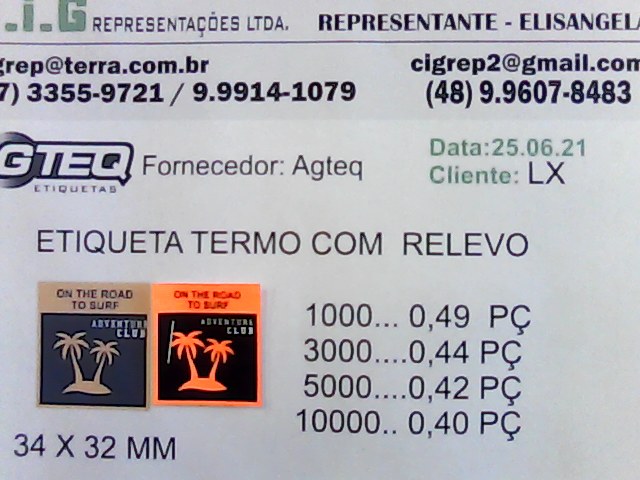 .i.G REPRESENTAÇÕES LTDA. REPRESENTANTE - ELISANGELA
grep@terra.com.br cigrep2@gmail.com
7) 3355-9721 / 9.9914-1079 (48) 9.9607-8483
GTEQ
ETIQUETAS
Fornecedor: Agteq
Data:25.06.21
Cliente: LX
ETIQUETA TERMO COM RELEVO
ON THE ROAD
TO SURF
ADVENTURE
CLUB
ON THE ROAD
TO SURF
ADVENTURE
CLUB
1000... 0,49 PÇ
3000....0,44 PÇ
5000....0,42 PÇ
10000.. 0,40 PÇ
34 X 32 MM